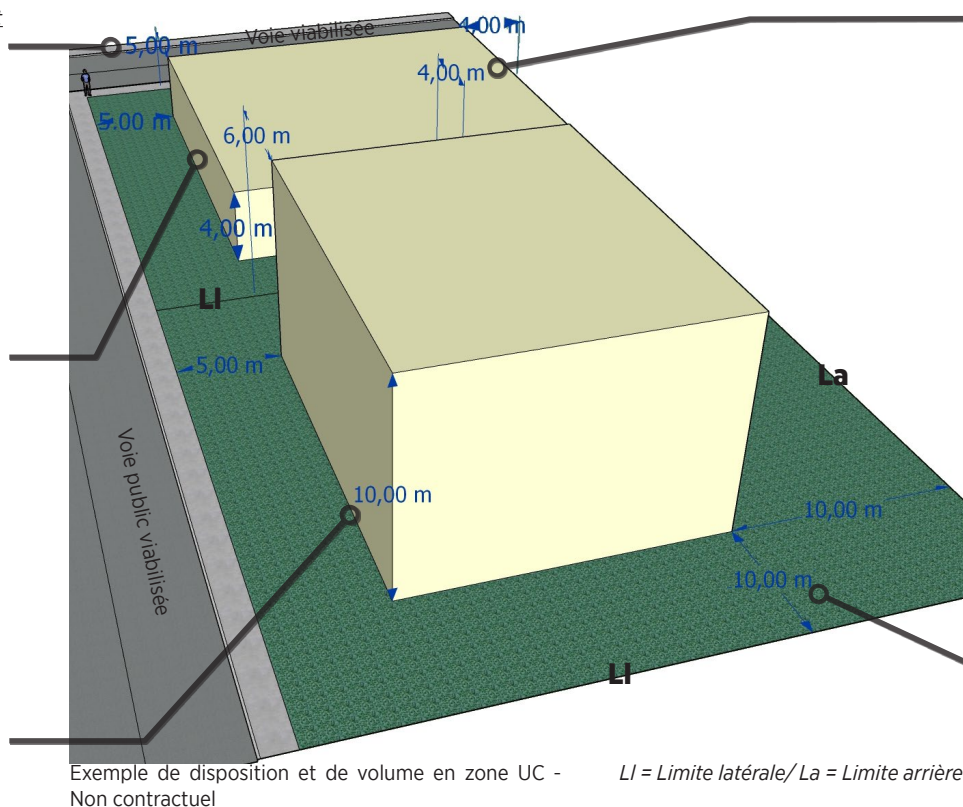 Voie viabilisée
5,00 m
4,00 m
4,00 m
5.00 m
6,00 m
4,00 m
Ll
5,00 m
La
Voie public viabilisée
10,00 m
10,00 m
10,00 m
Ll
Exemple de disposition et de volume en zone UC -
Non contractuel
Ll = Limite latérale/ La = Limite arrière